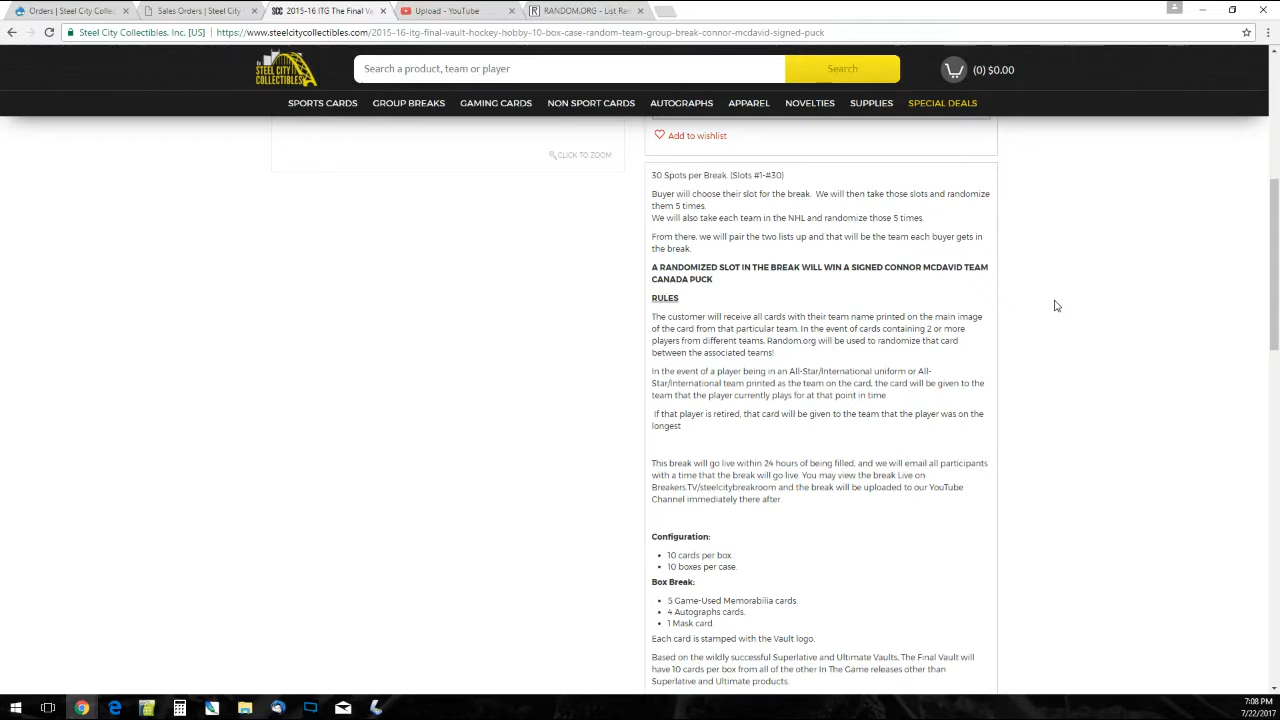 Orders | Steel City Collec
Sales Orders | Steel City
SCC 2015-16 ITG The Final Va
Upload - YouTube
RANDOM.ORG - List Ran
Steel City Collectibles, Inc. [US] https://www.steelcitycollectibles.com/2015-16-itg-final-vault-hockey-hobby-10-box-case-random-team-group-break-connor-mcdavid-signed-puck
STEEL CITY
COLLECTIBLES
Search a product, team or player
Search
(0) $0.00
SPORTS CARDS GROUP BREAKS GAMING CARDS NON SPORT CARDS AUTOGRAPHS APPAREL NOVELTIES SUPPLIES SPECIAL DEALS
Add to wishlist
CLICK TO ZOOM
30 Spots per Break. (Slots #1-#30)
Buyer will choose their slot for the break. We will then take those slots and randomize
them 5 times.
We will also take each team in the NHL and randomize those 5 times.
From there, we will pair the two lists up and that will be the team each buyer gets in
the break.
A RANDOMIZED SLOT IN THE BREAK WILL WIN A SIGNED CONNOR MCDAVID TEAM
CANADA PUCK
RULES
The customer will receive all cards with their team name printed on the main image
of the card from that particular team. In the event of cards containing 2 or more
players from different teams, Random.org will be used to randomize that card
between the associated teams!
In the event of a player being in an All-Star/International uniform or All-
Star/International team printed as the team on the card, the card will be given to the
team that the player currently plays for at that point in time
If that player is retired, that card will be given to the team that the player was on the
longest
This break will go live within 24 hours of being filled, and we will email all participants
with a time that the break will go live. You may view the break Live on
Breakers.TV/steelcitybreakroom and the break will be uploaded to our YouTube
Channel immediately there after.
Configuration:
• 10 cards per box.
• 10 boxes per case.
Box Break:
• 5 Game-Used Memorabilia cards.
• 4 Autographs cards.
• 1 Mask card.
Each card is stamped with the Vault logo.
Based on the wildly successful Superlative and Ultimate Vaults, The Final Vault will
have 10 cards per box from all of the other In The Game releases other than
Superlative and Ultimate products.
7:08 PM
7/22/2017